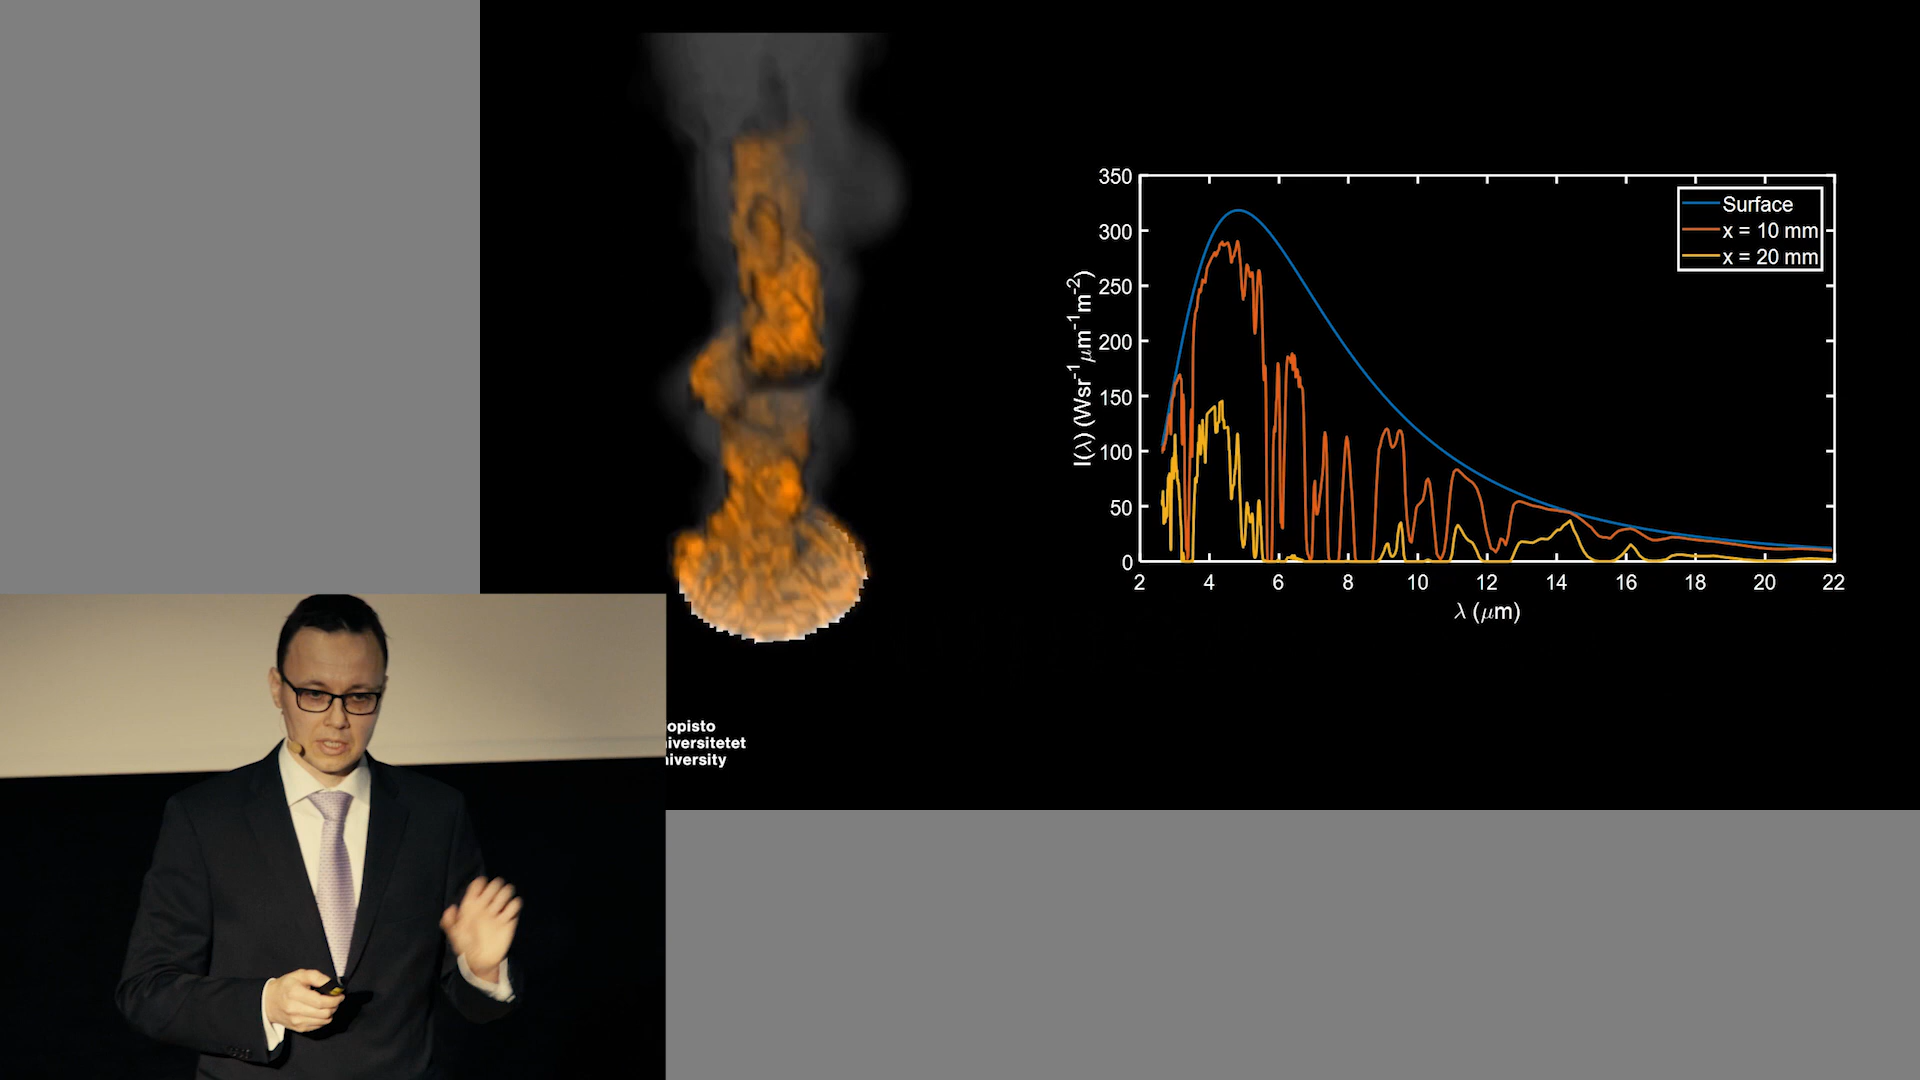 350
300
250
200
150
100
50
0
I(λ) (Wsr⁻¹μm⁻¹m⁻²)
Surface
x = 10 mm
x = 20 mm
2 4 6 8 10 12 14 16 18 20 22
λ (μm)
opisto
iversitetet
niversity